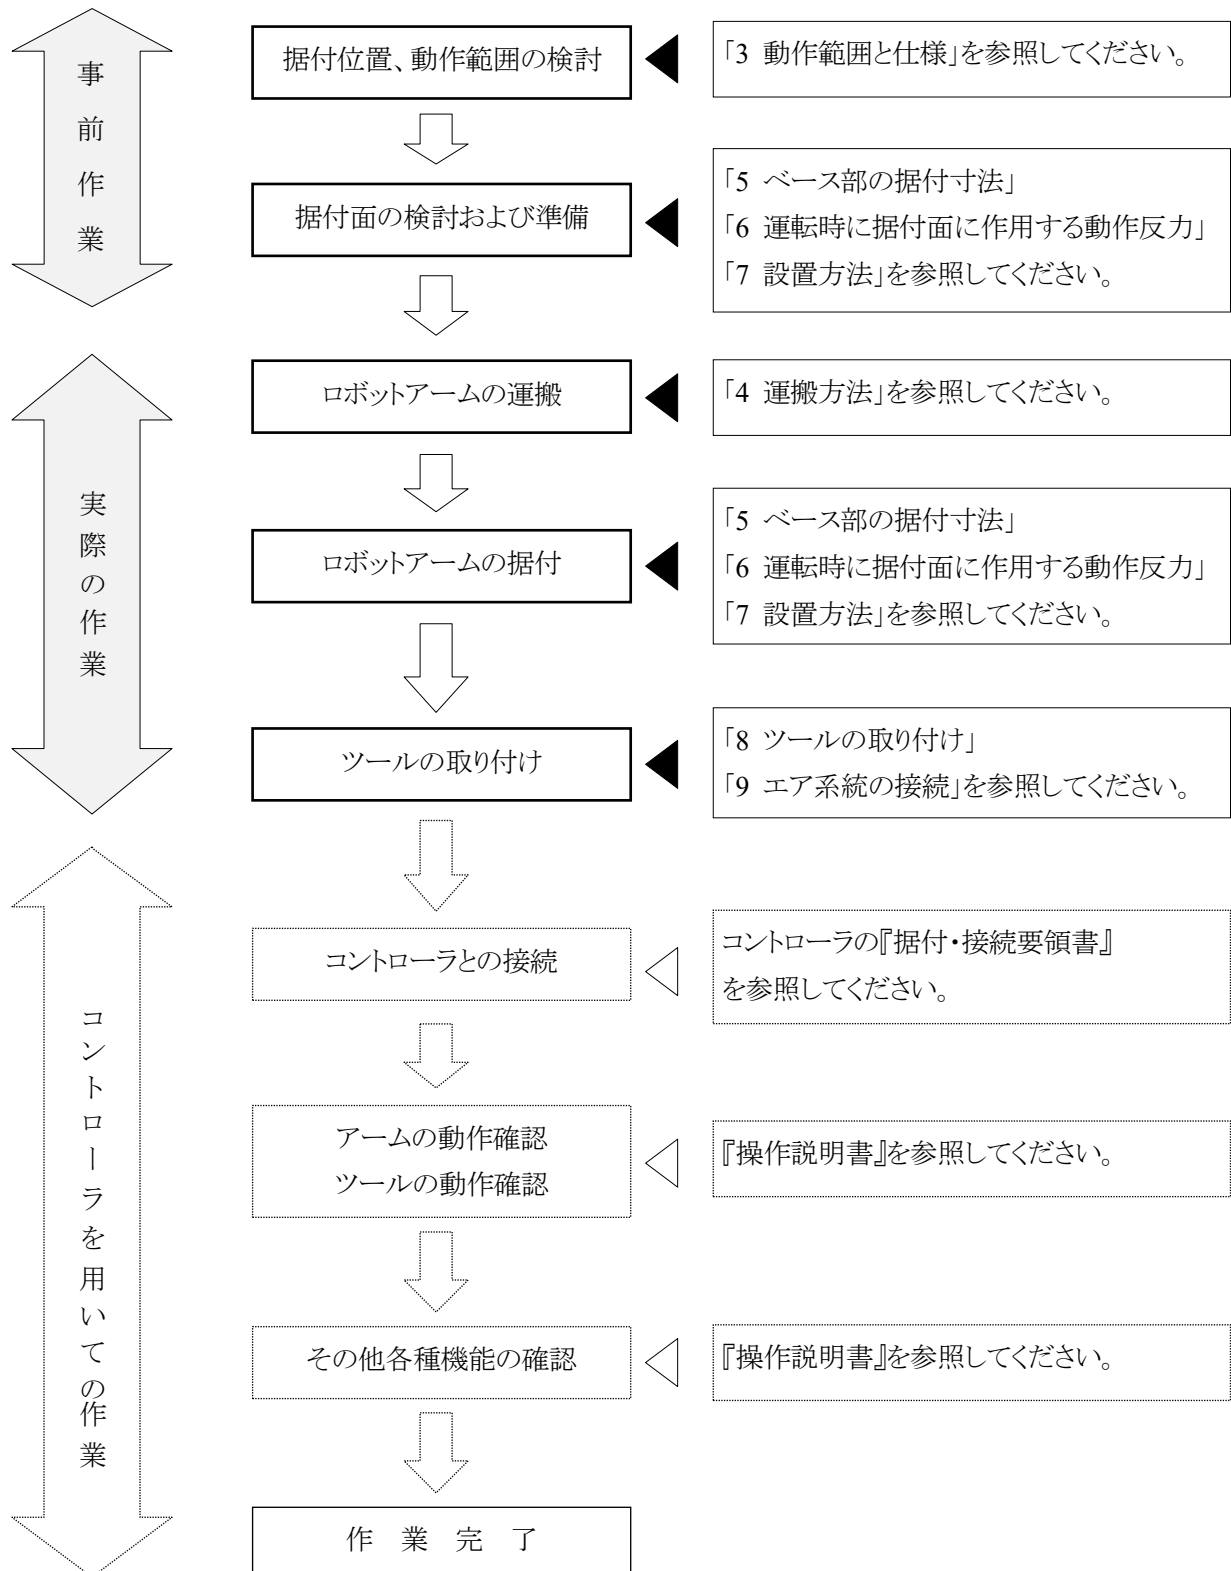 事前作業
据付位置、動作範囲の検討
「3 動作範囲と仕様」を参照してください。
据付面の検討および準備
「5 ベース部の据付寸法」
「6 運転時に据付面に作用する動作反力」
「7 設置方法」を参照してください。
実際の作業
ロボットアームの運搬
「4 運搬方法」を参照してください。
ロボットアームの据付
「5 ベース部の据付寸法」
「6 運転時に据付面に作用する動作反力」
「7 設置方法」を参照してください。
ツールの取り付け
「8 ツールの取り付け」
「9 エア系統の接続」を参照してください。
コントローラを用いての作業
コントローラとの接続
コントローラの『据付・接続要領書』
を参照してください。
アームの動作確認
ツールの動作確認
『操作説明書』を参照してください。
その他各種機能の確認
『操作説明書』を参照してください。
作 業 完 了